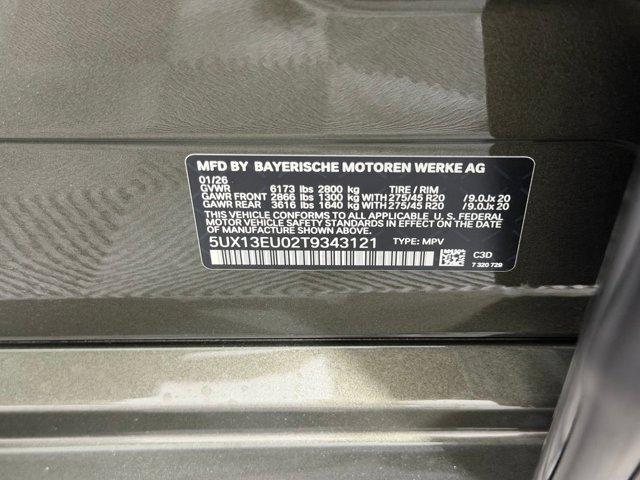 MFD BY BAYERISCHE MOTOREN WERKE AG
01/26
GVWR 6173 lbs 2800 kg TIRE / RIM
GAWR FRONT 2866 lbs 1300 kg WITH 275/45 R20 /9.0Jx 20
GAWR REAR 3616 lbs 1640 kg WITH 275/45 R20 /9.0Jx 20
THIS VEHICLE CONFORMS TO ALL APPLICABLE U. S. FEDERAL
MOTOR VEHICLE SAFETY STANDARDS IN EFFECT ON THE DATE
OF MANUFACTURE SHOWN ABOVE.
5UX13EU02T9343121 TYPE: MPV
C3D
7 320 729